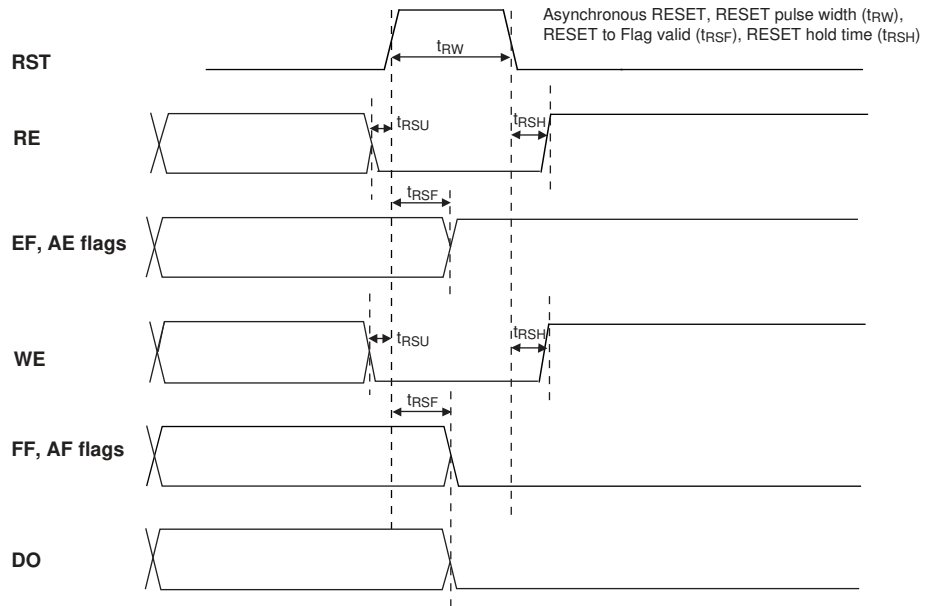 Asynchronous RESET, RESET pulse width (tRW),
RESET to Flag valid (tRSF), RESET hold time (tRSH)
tRW
RST
tRSU
tRSH
RE
tRSF
EF, AE flags
tRSU
tRSH
WE
tRSF
FF, AF flags
DO